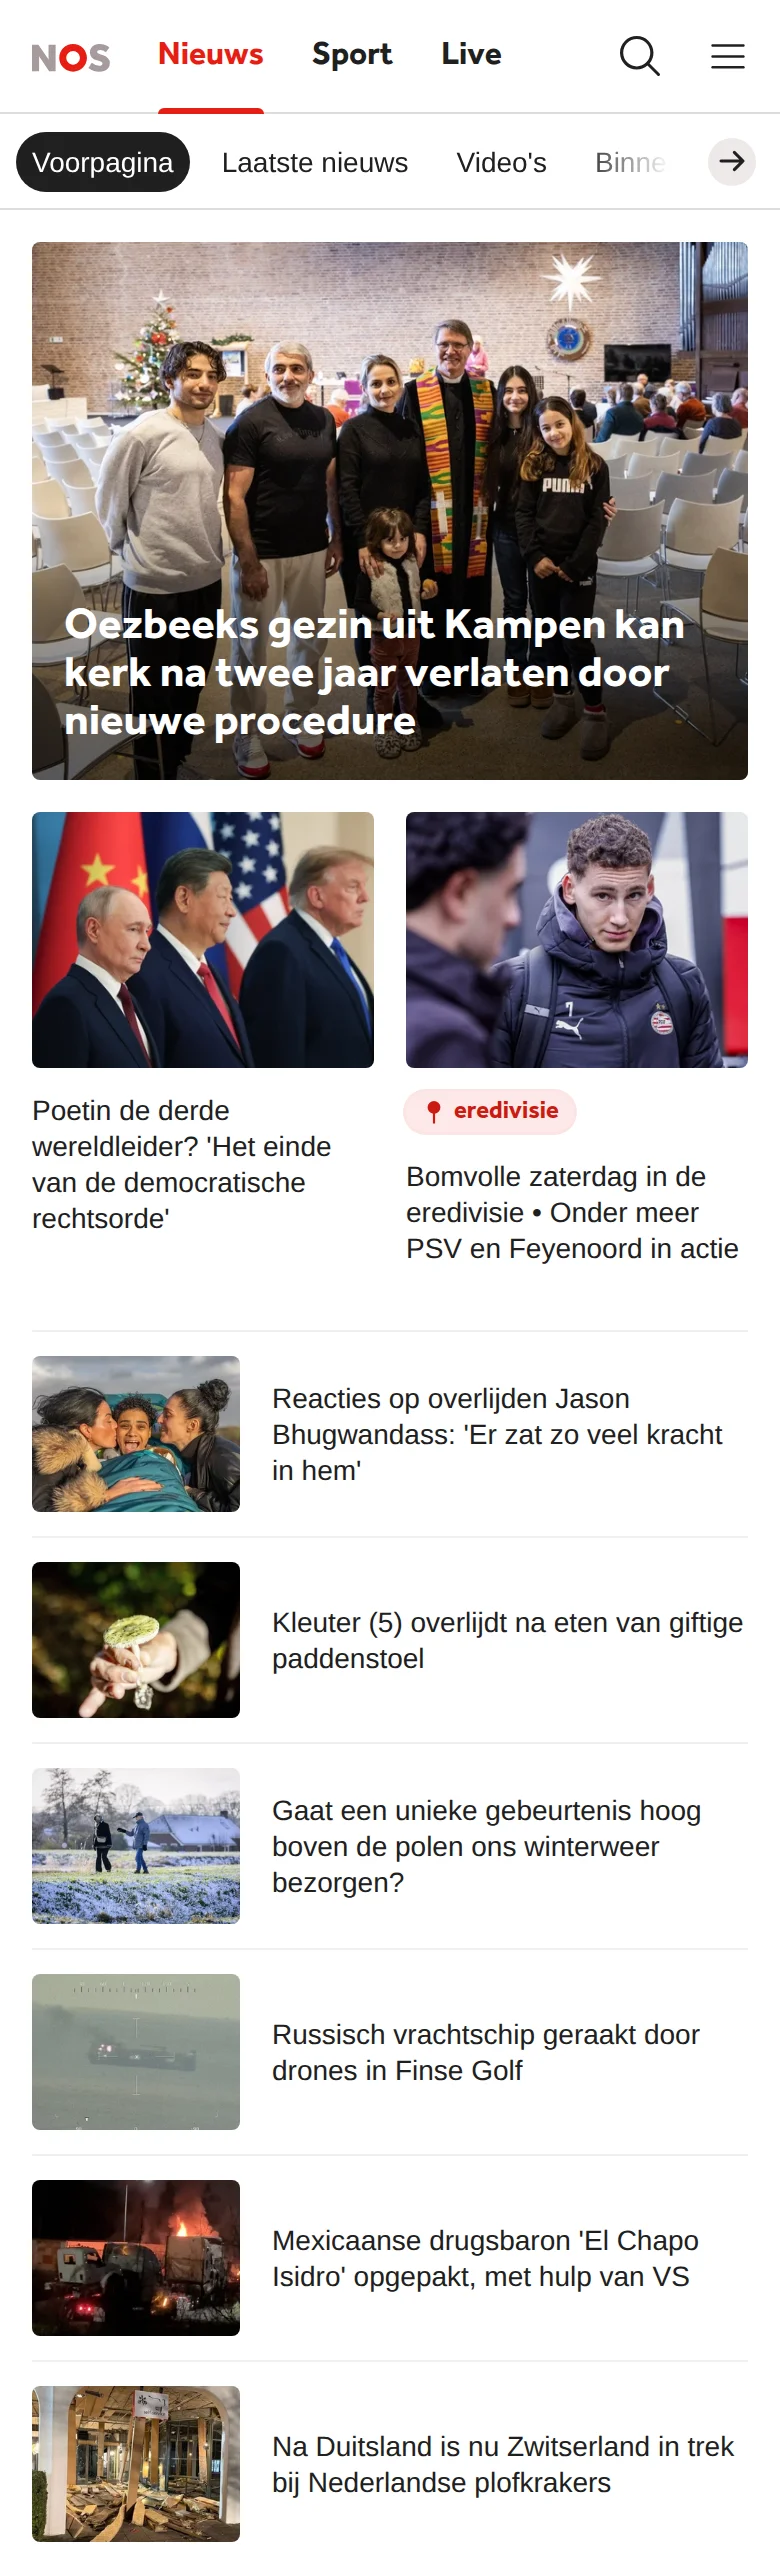 NOS
Nieuws
Sport
Live
Voorpagina
Laatste nieuws
Video's
Binne
PUMA
Oezbeeks gezin uit Kampen kan
kerk na twee jaar verlaten door
nieuwe procedure
Poetin de derde
wereldleider? 'Het einde
van de democratische
rechtsorde'
7
eredivisie
Bomvolle zaterdag in de
eredivisie • Onder meer
PSV en Feyenoord in actie
Reacties op overlijden Jason
Bhugwandass: 'Er zat zo veel kracht
in hem'
Kleuter (5) overlijdt na eten van giftige
paddenstoel
Gaat een unieke gebeurtenis hoog
boven de polen ons winterweer
bezorgen?
Russisch vrachtschip geraakt door
drones in Finse Golf
Mexicaanse drugsbaron 'El Chapo
Isidro' opgepakt, met hulp van VS
Na Duitsland is nu Zwitserland in trek
bij Nederlandse plofkrakers